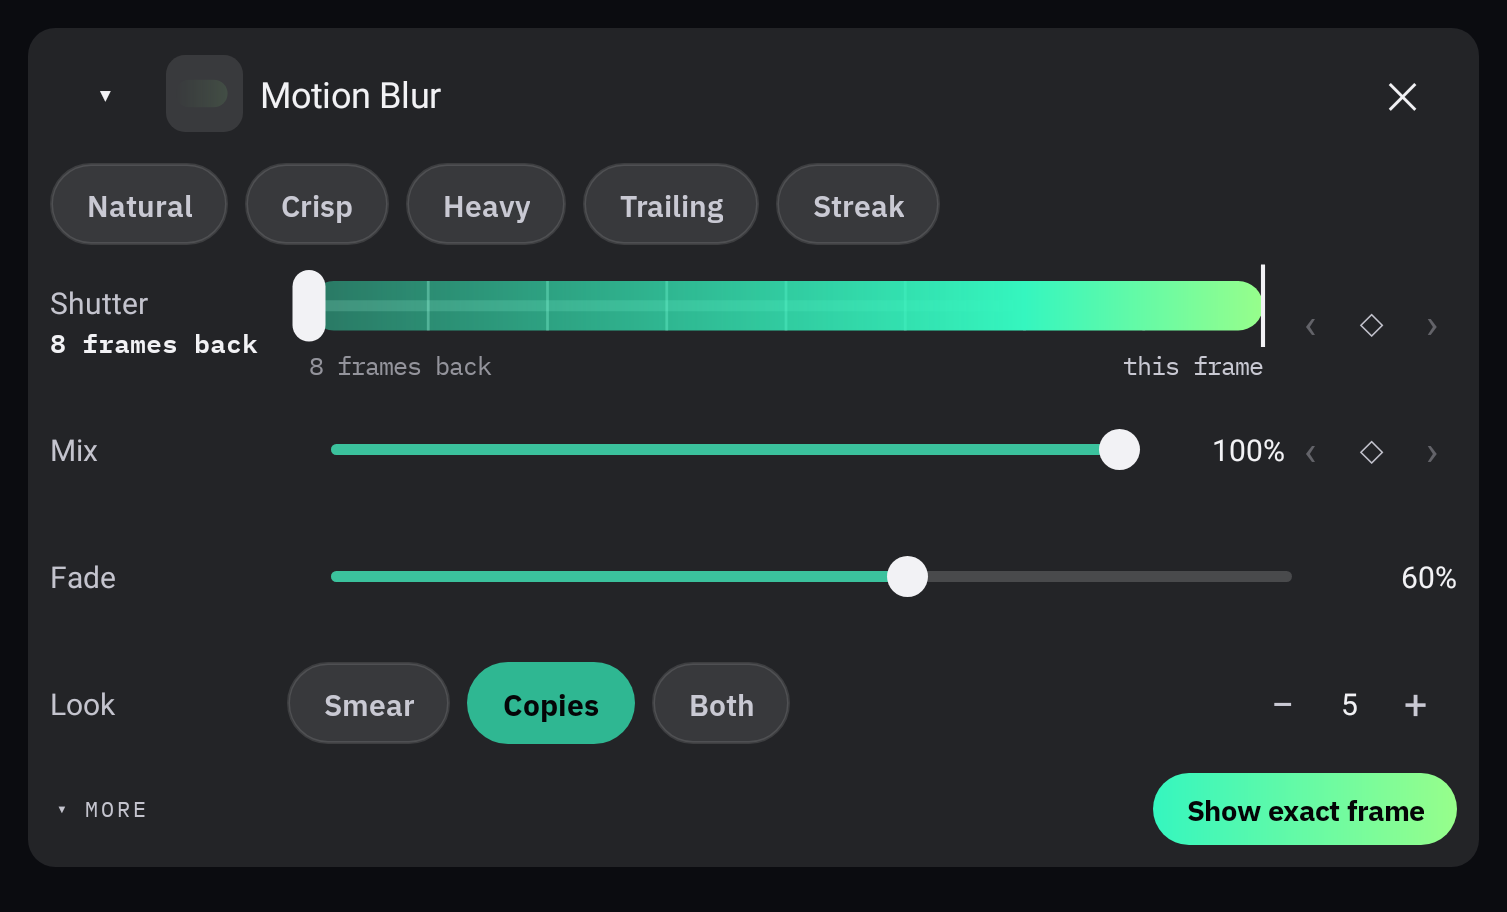 Motion Blur
Natural Crisp Heavy Trailing Streak
Shutter
8 frames back
8 frames back this frame
Mix 100%
Fade 60%
Look Smear Copies Both − 5 +
MORE Show exact frame